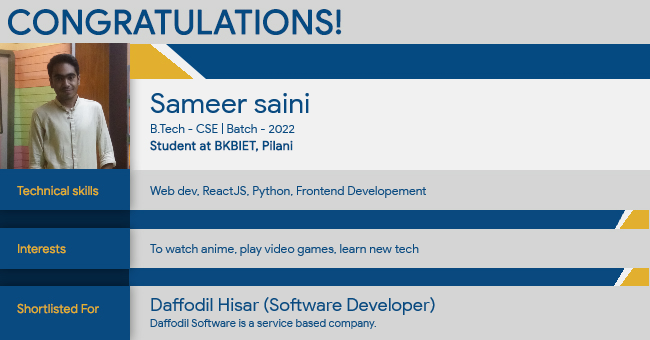 CONGRATULATIONS!
Sameer saini
B.Tech - CSE | Batch - 2022
Student at BKBIET, Pilani
Technical skills
Web dev, ReactJS, Python, Frontend Developement
Interests
To watch anime, play video games, learn new tech
Shortlisted For
Daffodil Hisar (Software Developer)
Daffodil Software is a service based company.